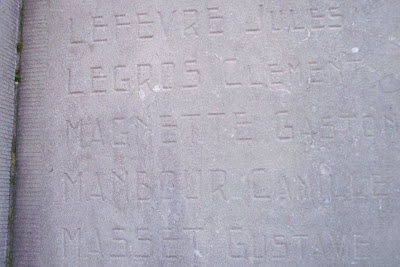 LEFEVRE JULES
LEGROS CLEMENT
MAGNETTE GASTON
MANBOUR CAMILLE
MASSET GUSTAVE